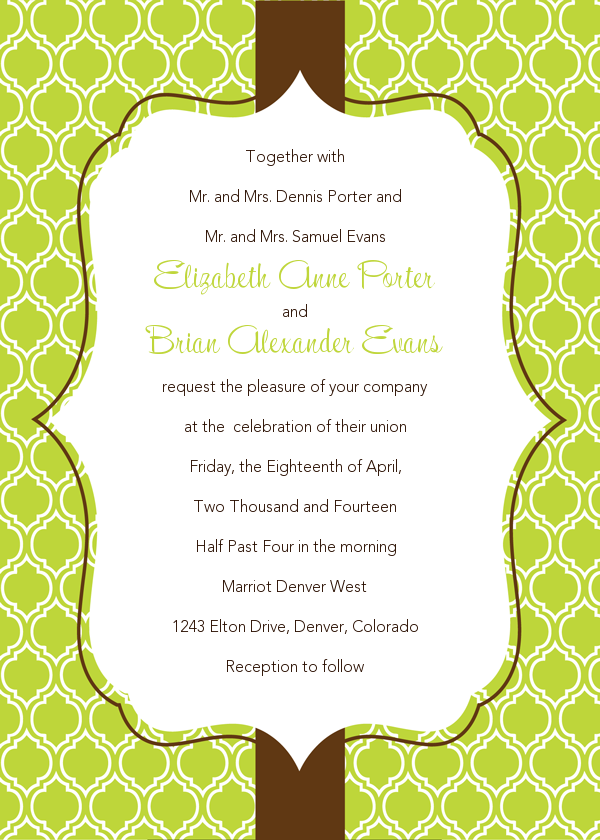 Together with
Mr. and Mrs. Dennis Porter and
Mr. and Mrs. Samuel Evans
Elizabeth Anne Porter
and
Brian Alexander Evans
request the pleasure of your company
at the  celebration of their union
Friday, the Eighteenth of April,
Two Thousand and Fourteen
Half Past Four in the morning
Marriot Denver West
1243 Elton Drive, Denver, Colorado
Reception to follow